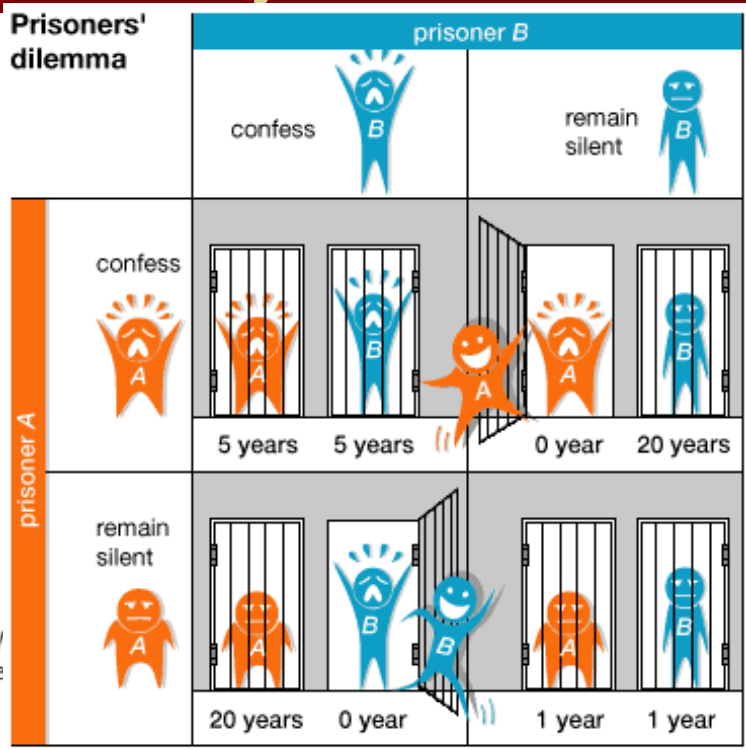 Prisoners'
dilemma
prisoner B
confess
B
remain
silent
B
prisoner A
confess
A
A
B
A
A
B
5 years 5 years 0 year 20 years
remain
silent
A
A
B
B
A
B
20 years 0 year 1 year 1 year